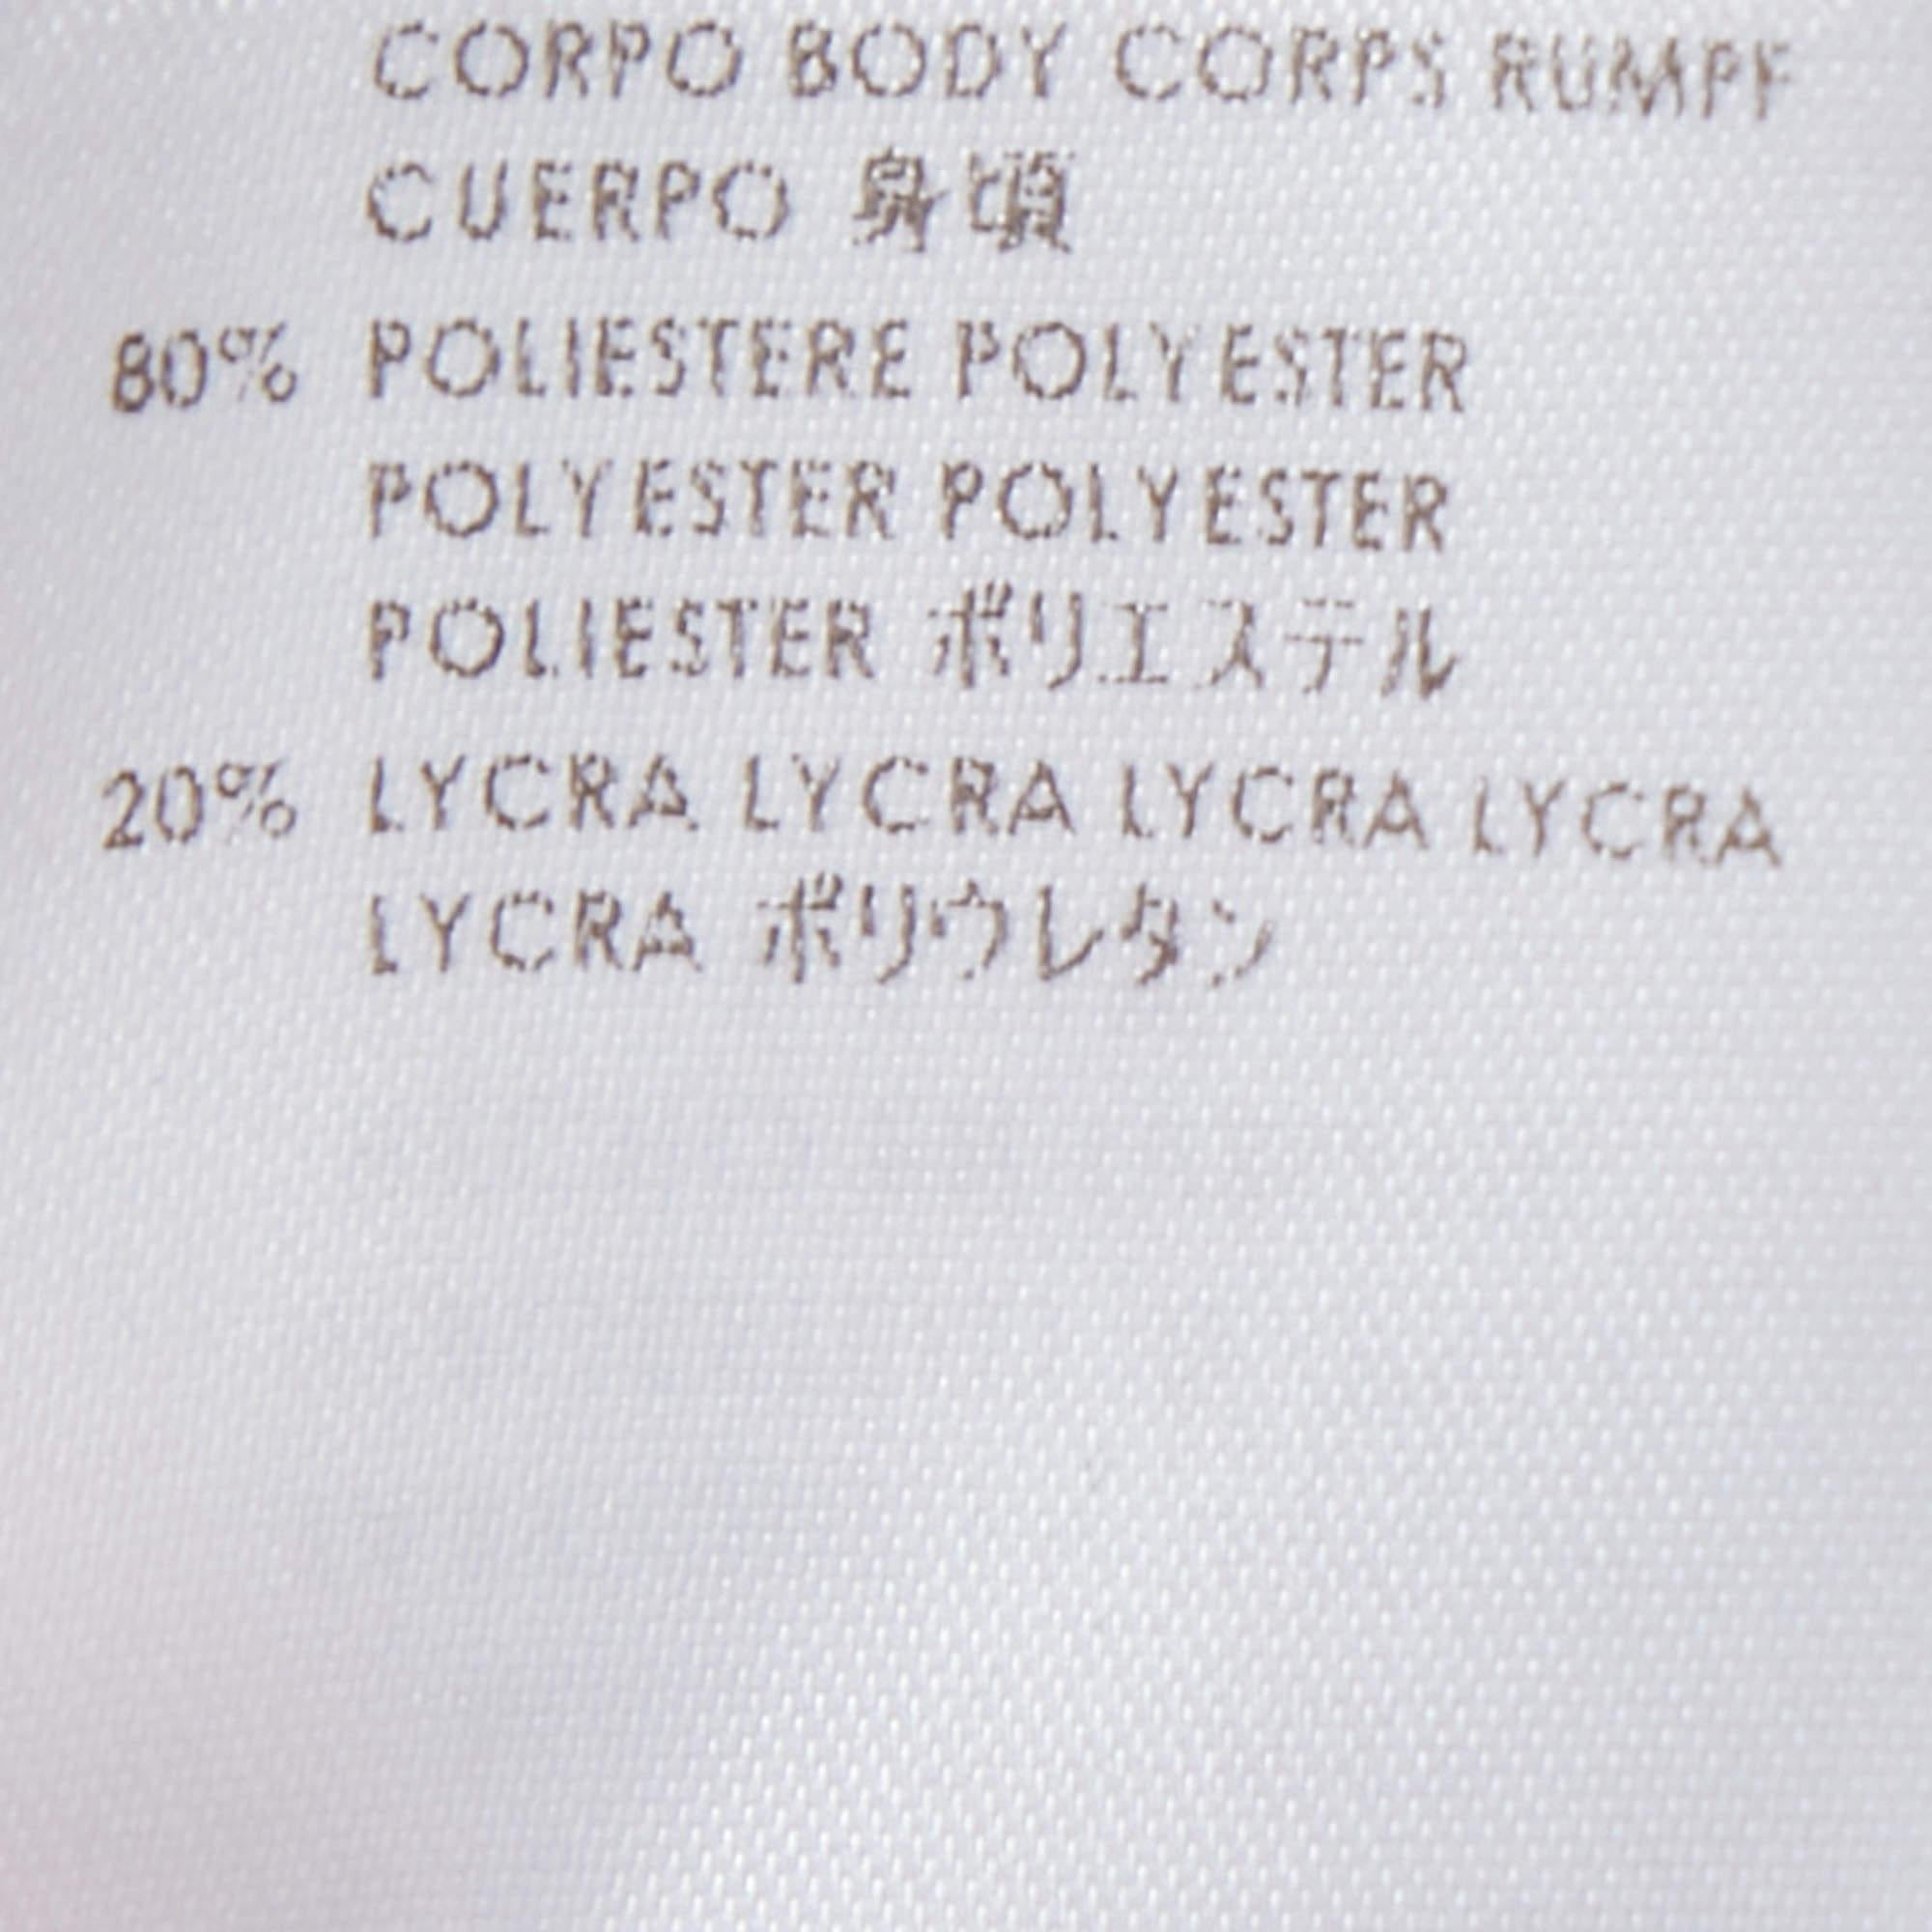 CORPO BODY CORPS RUMPF
CUERPO 身頃
80% POLIESTERE POLYESTER
POLYESTER POLYESTER
POLIESTER ポリエステル
20% LYCRA LYCRA LYCRA LYCRA
LYCRA ポリウレタン